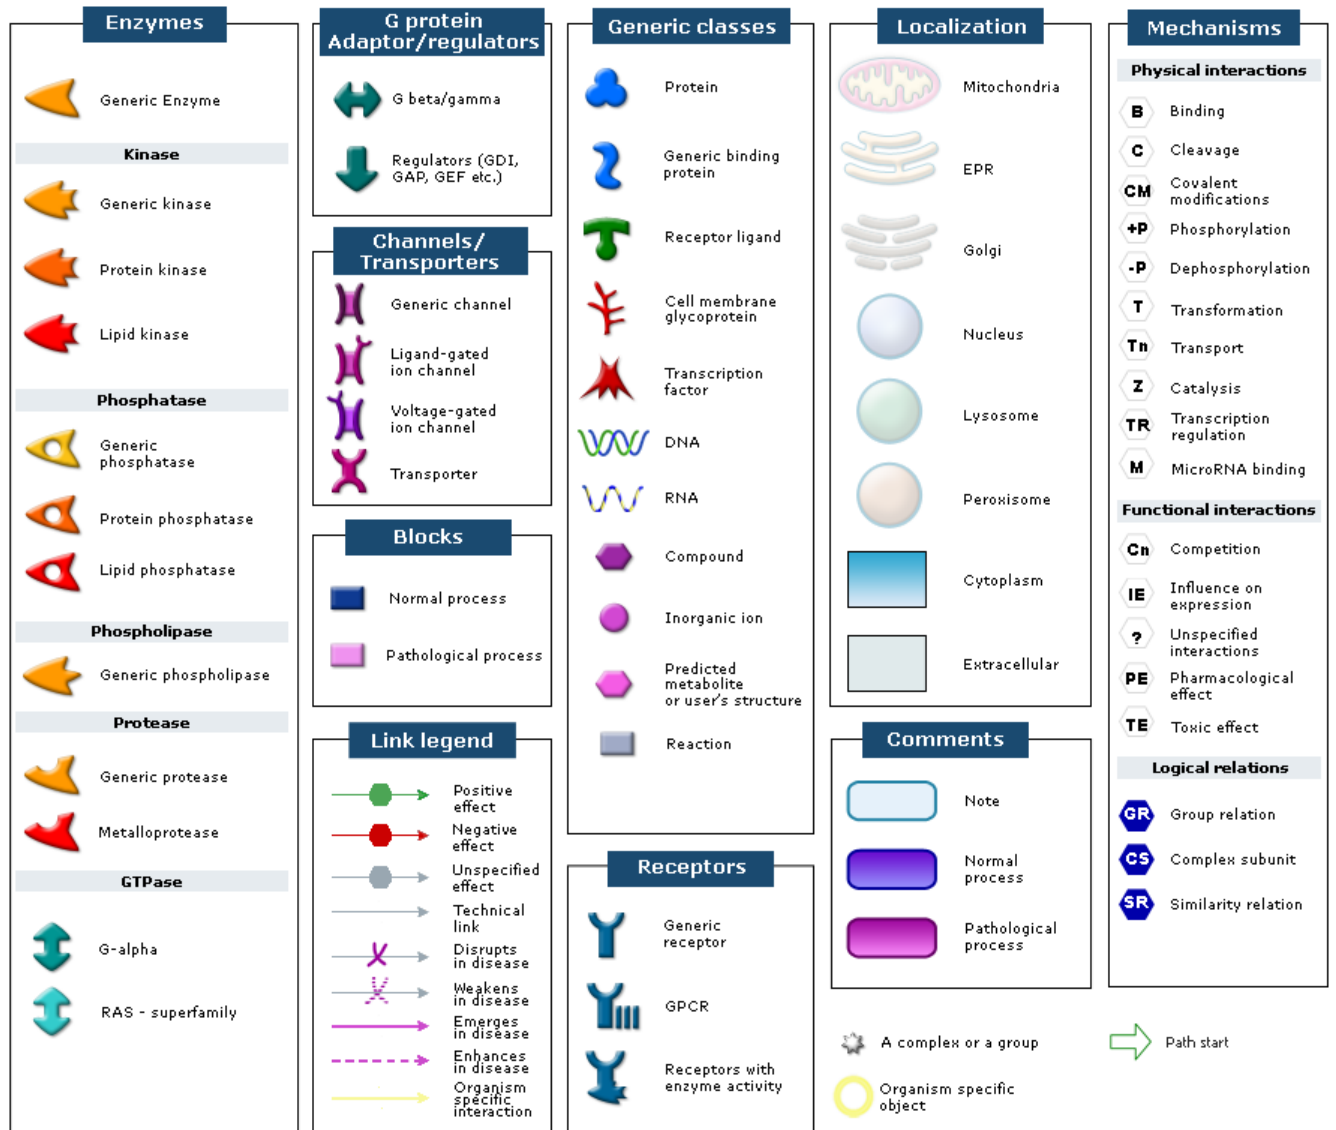 Enzymes
Generic Enzyme
Kinase
Generic kinase
Protein kinase
Lipid kinase
Phosphatase
Generic
phosphatase
Protein phosphatase
Lipid phosphatase
Phospholipase
Generic phospholipase
Protease
Generic protease
Metalloprotease
GTPase
G-alpha
RAS - superfamily
G protein
Adaptor/regulators
G beta/gamma
Regulators (GDI,
GAP, GEF etc.)
Channels/
Transporters
Generic channel
Ligand-gated
ion channel
Voltage-gated
ion channel
Transporter
Blocks
Normal process
Pathological process
Link legend
Positive
effect
Negative
effect
Unspecified
effect
Technical
link
Disrupts
in disease
Weakens
in disease
Emerges
in disease
Enhances
in disease
Organism
specific
interaction
Generic classes
Protein
Generic binding
protein
Receptor ligand
Cell membrane
glycoprotein
Transcription
factor
DNA
RNA
Compound
Inorganic ion
Predicted
metabolite
or user's structure
Reaction
Receptors
Generic
receptor
GPCR
Receptors with
enzyme activity
Localization
Mitochondria
EPR
Golgi
Nucleus
Lysosome
Peroxisome
Cytoplasm
Extracellular
Comments
Note
Normal
process
Pathological
process
A complex or a group
Organism specific
object
Mechanisms
Physical interactions
B Binding
C Cleavage
CM Covalent
modifications
+P Phosphorylation
-P Dephosphorylation
T Transformation
Tn Transport
Z Catalysis
TR Transcription
regulation
M MicroRNA binding
Functional interactions
Cn Competition
IE Influence on
expression
? Unspecified
interactions
PE Pharmacological
effect
TE Toxic effect
Logical relations
GR Group relation
CS Complex subunit
SR Similarity relation
Path start